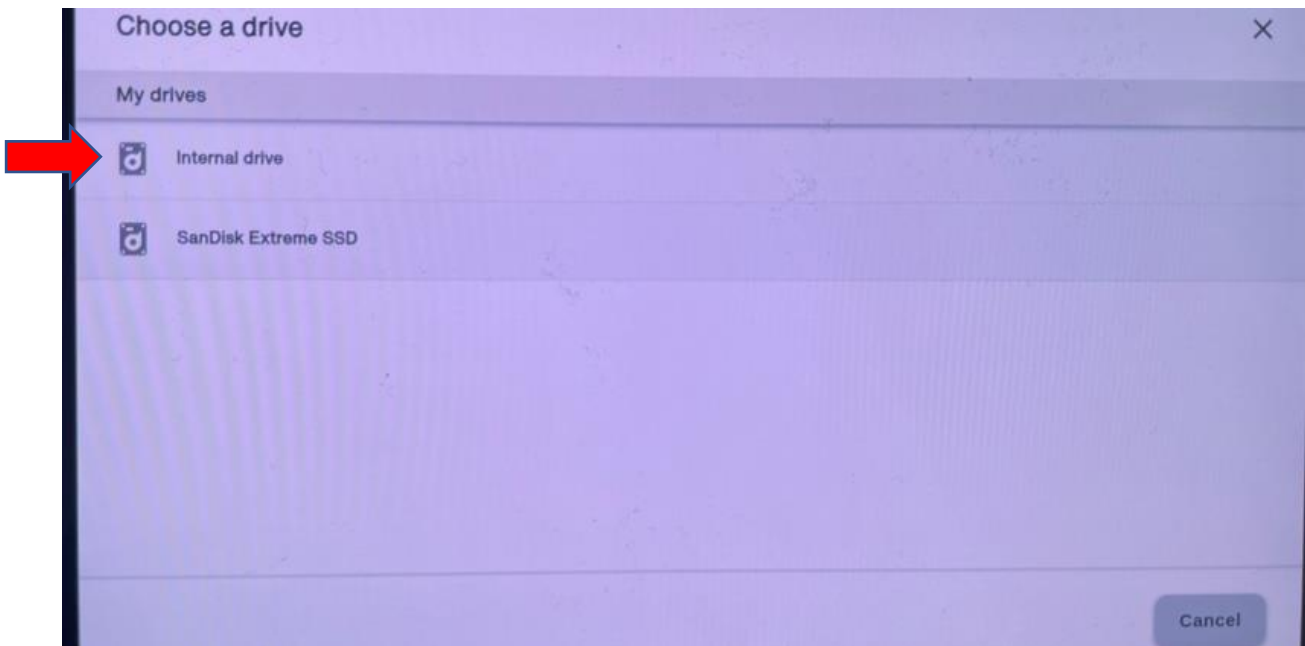 Choose a drive
My drives
Internal drive
SanDisk Extreme SSD
Cancel